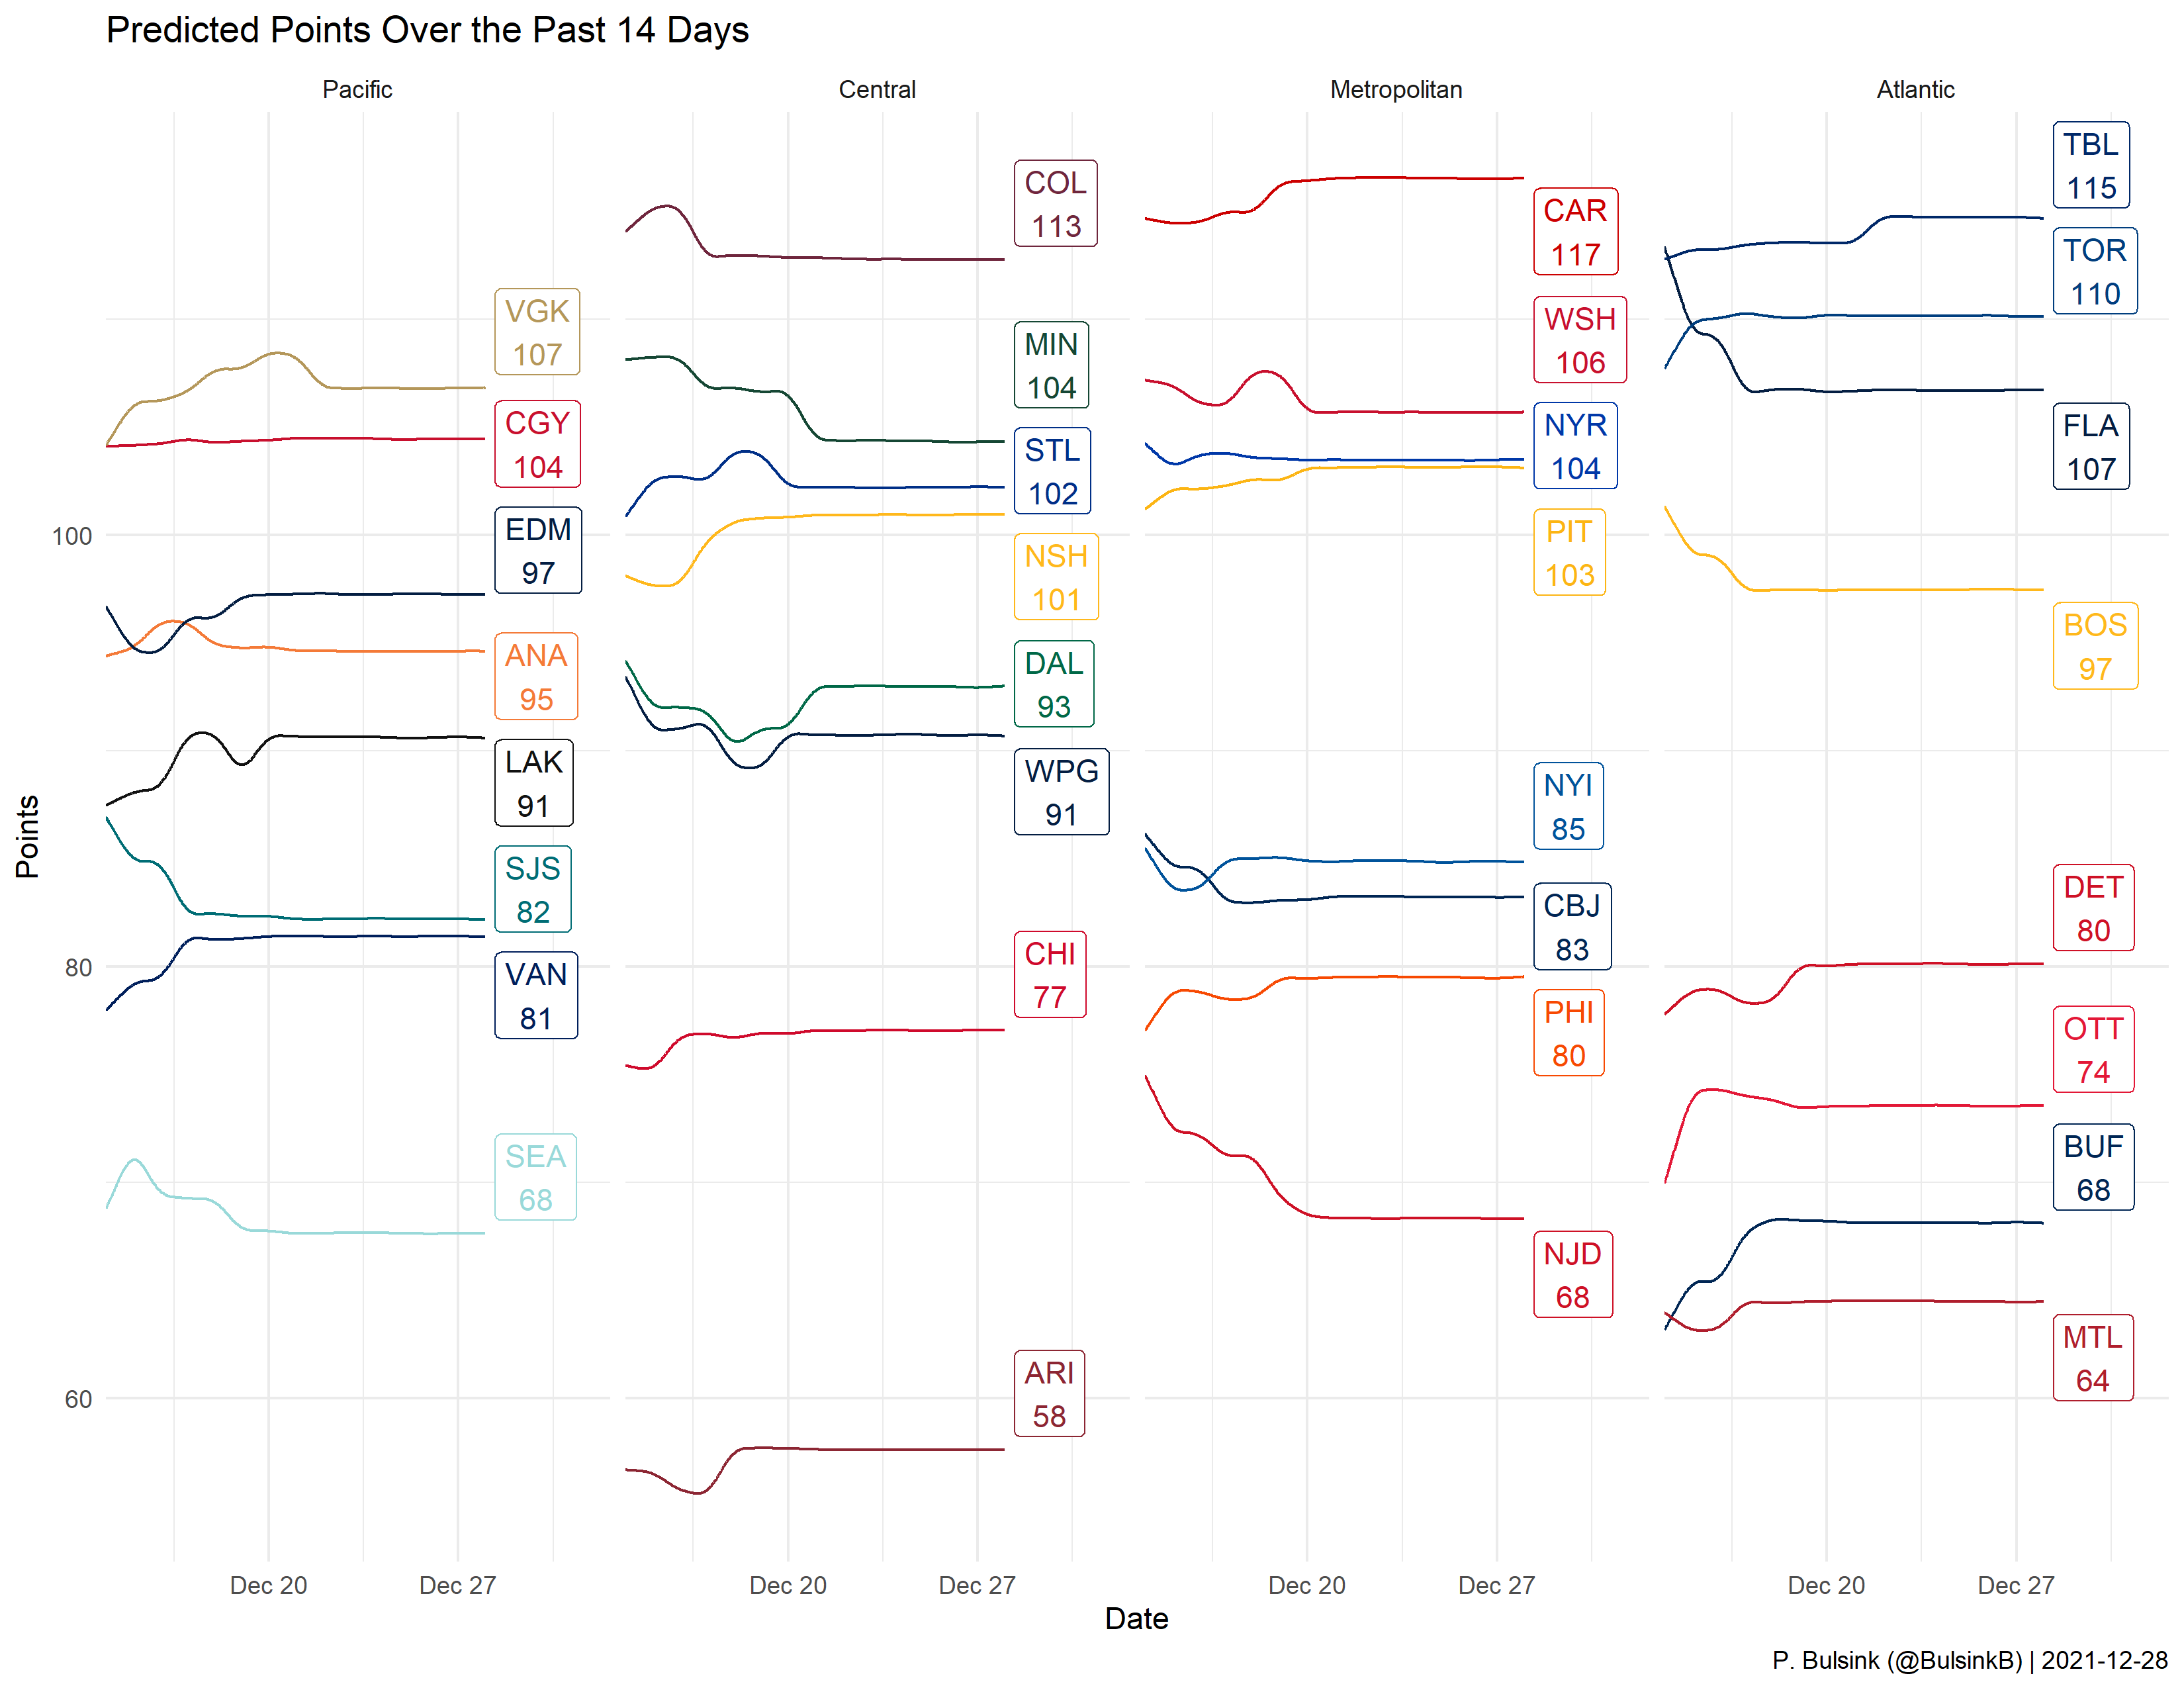 Predicted Points Over the Past 14 Days
Pacific
Central
Metropolitan
Atlantic
Points
100
80
60
VGK
107
CGY
104
EDM
97
ANA
95
LAK
91
SJS
82
VAN
81
SEA
68
COL
113
MIN
104
STL
102
NSH
101
DAL
93
WPG
91
CHI
77
ARI
58
CAR
117
WSH
106
NYR
104
PIT
103
NYI
85
CBJ
83
PHI
80
NJD
68
TBL
115
TOR
110
FLA
107
BOS
97
DET
80
OTT
74
BUF
68
MTL
64
Dec 20
Dec 27
Dec 20
Dec 27
Dec 20
Dec 27
Dec 20
Dec 27
Date
P. Bulsink (@BulsinkB) | 2021-12-28